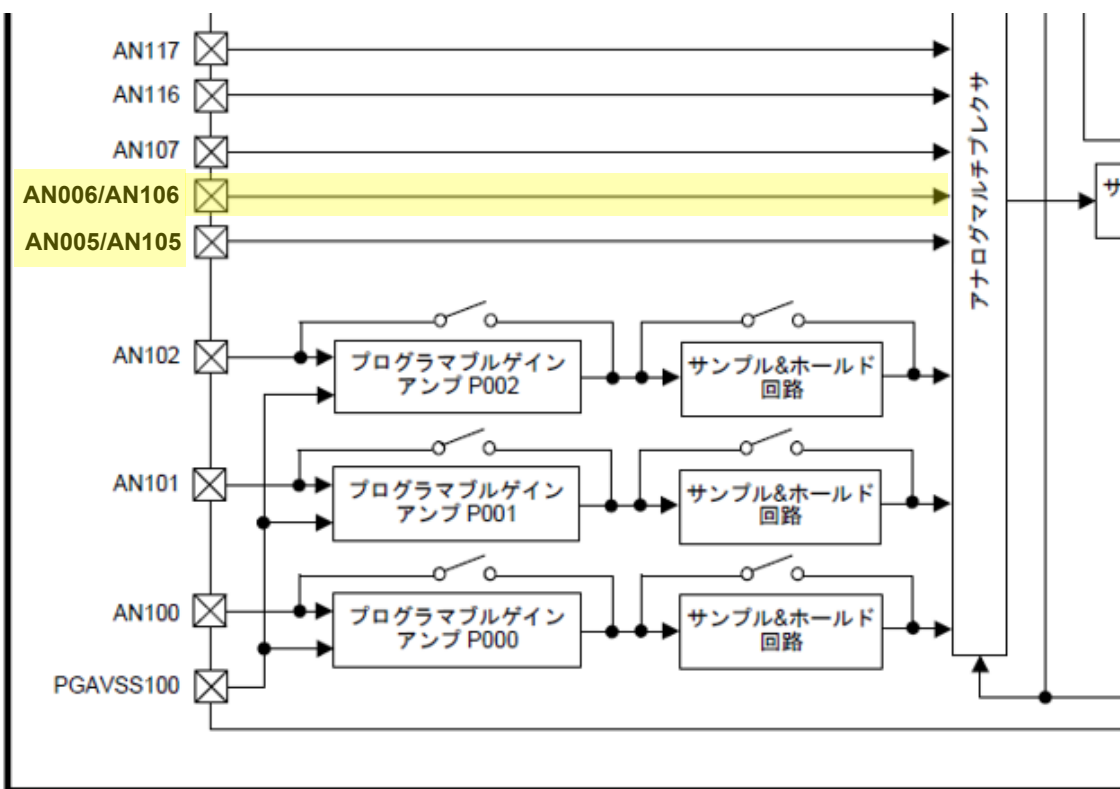 AN117
AN116
AN107
AN006/AN106
AN005/AN105
アナログマルチプレクサ
サ
AN102
プログラマブルゲイン
アンプ P002
サンプル&ホールド
回路
AN101
プログラマブルゲイン
アンプ P001
サンプル&ホールド
回路
AN100
プログラマブルゲイン
アンプ P000
サンプル&ホールド
回路
PGAVSS100